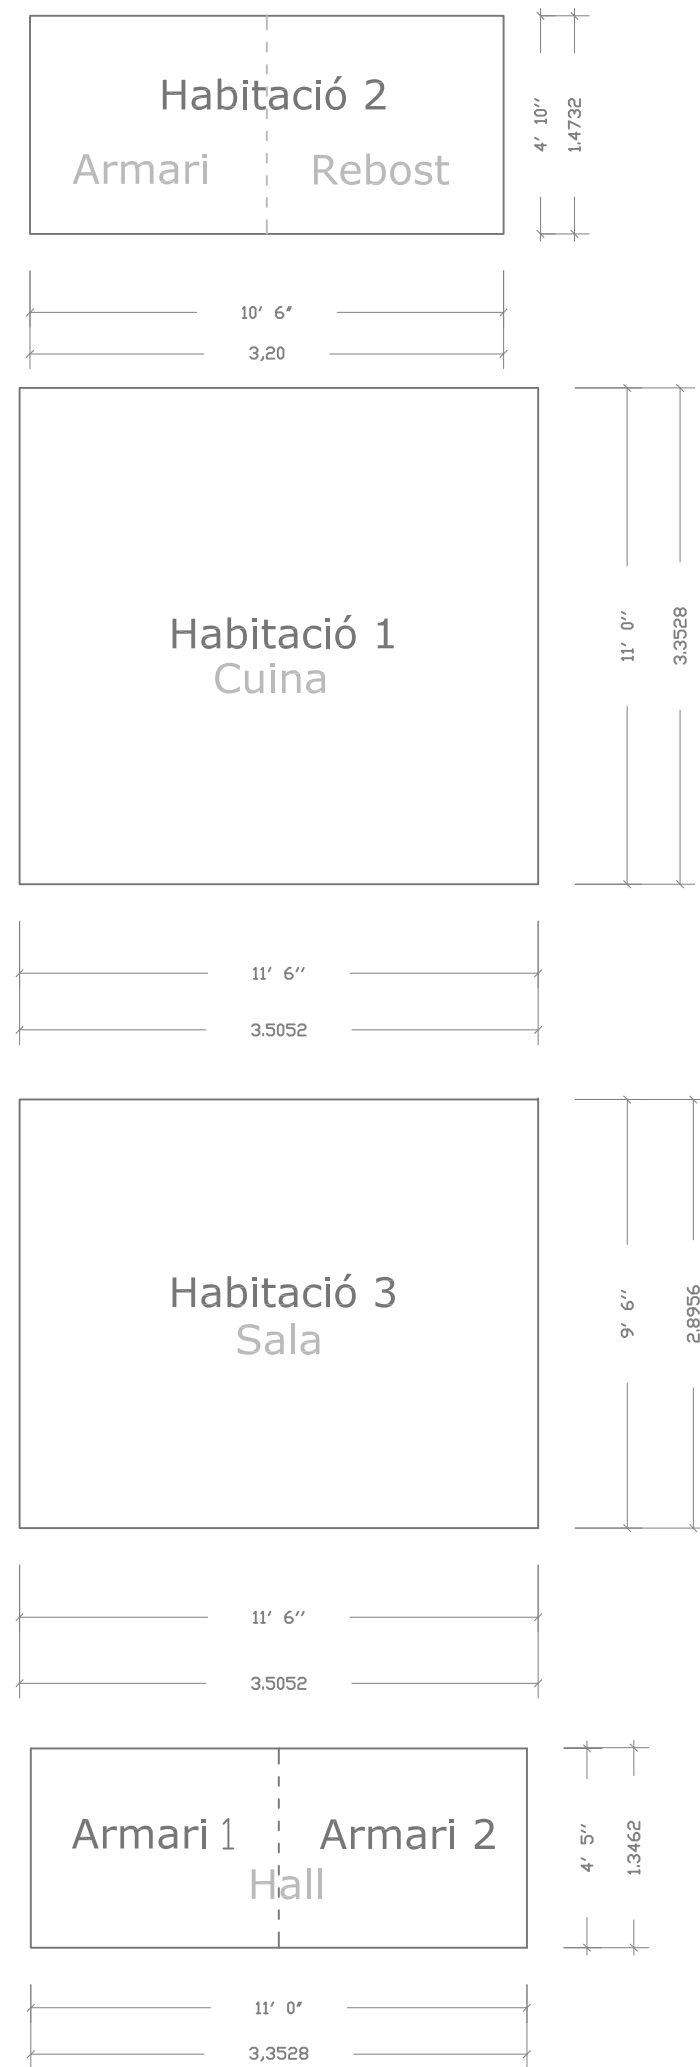 Habitació 2
Armari Rebost
4' 10''
1.4732
10' 6"
3,20
Habitació 1
Cuina
11' 0''
3.3528
11' 6''
3.5052
Habitació 3
Sala
9' 6''
2.8956
11' 6''
3.5052
Armari 1 Armari 2
Hall
4' 5''
1.3462
11' 0"
3,3528